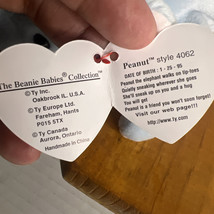 The Beanie Babies Collection™
© Ty Inc.
Oakbrook IL. U.S.A.
© Ty Europe Ltd.
Fareham, Hants
PO15 5TX
© Ty Canada
Aurora, Ontario
Handmade in China
Peanut™ style 4062
DATE OF BIRTH : 1 - 25 - 95
Peanut the elephant walks on tip-toes
Quietly sneaking wherever she goes
She'll sneak up on you and a hug
You will get
Peanut is a friend you won't soon forget!
Visit our web page!!!
http://www.ty.com